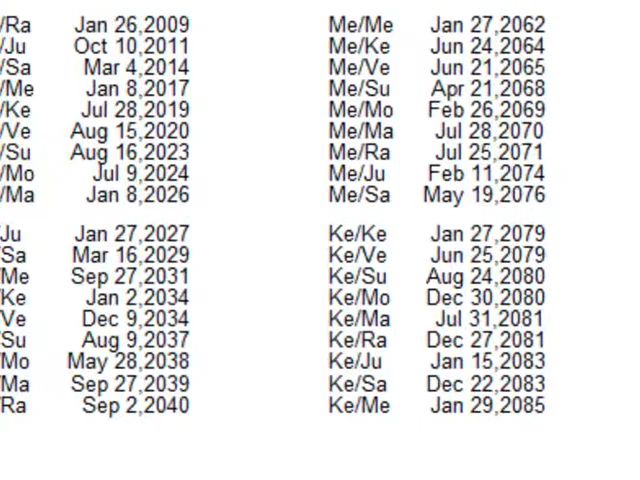 /Ra Jan 26,2009 Me/Me Jan 27,2062
/Ju Oct 10,2011 Me/Ke Jun 24,2064
/Sa Mar 4,2014 Me/Ve Jun 21,2065
/Me Jan 8,2017 Me/Su Apr 21,2068
/Ke Jul 28,2019 Me/Mo Feb 26,2069
/Ve Aug 15,2020 Me/Ma Jul 28,2070
/Su Aug 16,2023 Me/Ra Jul 25,2071
/Mo Jul 9,2024 Me/Ju Feb 11,2074
/Ma Jan 8,2026 Me/Sa May 19,2076
/Ju Jan 27,2027 Ke/Ke Jan 27,2079
/Sa Mar 16,2029 Ke/Ve Jun 25,2079
/Me Sep 27,2031 Ke/Su Aug 24,2080
/Ke Jan 2,2034 Ke/Mo Dec 30,2080
/Ve Dec 9,2034 Ke/Ma Jul 31,2081
/Su Aug 9,2037 Ke/Ra Dec 27,2081
/Mo May 28,2038 Ke/Ju Jan 15,2083
/Ma Sep 27,2039 Ke/Sa Dec 22,2083
/Ra Sep 2,2040 Ke/Me Jan 29,2085